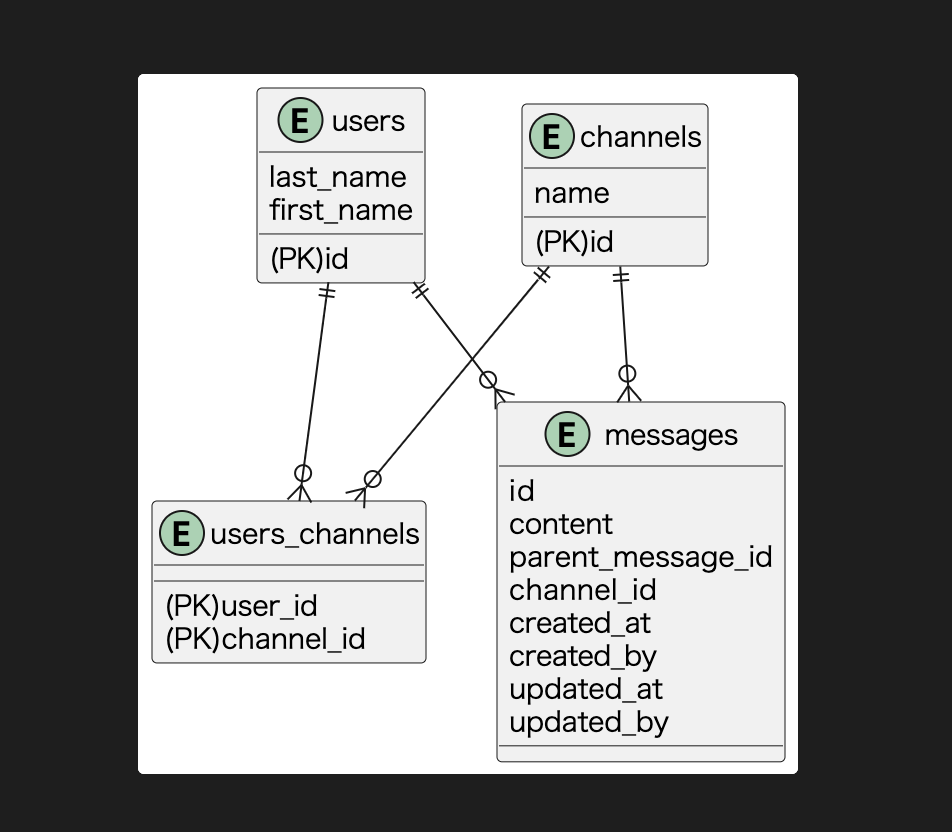 E users
last_name
first_name
(PK)id
E channels
name
(PK)id
E users_channels
(PK)user_id
(PK)channel_id
E messages
id
content
parent_message_id
channel_id
created_at
created_by
updated_at
updated_by